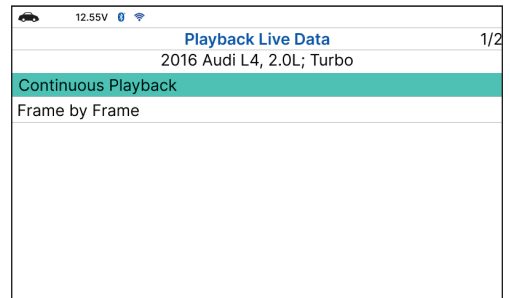 12.55V
Playback Live Data 1/2
2016 Audi L4, 2.0L; Turbo
Continuous Playback
Frame by Frame